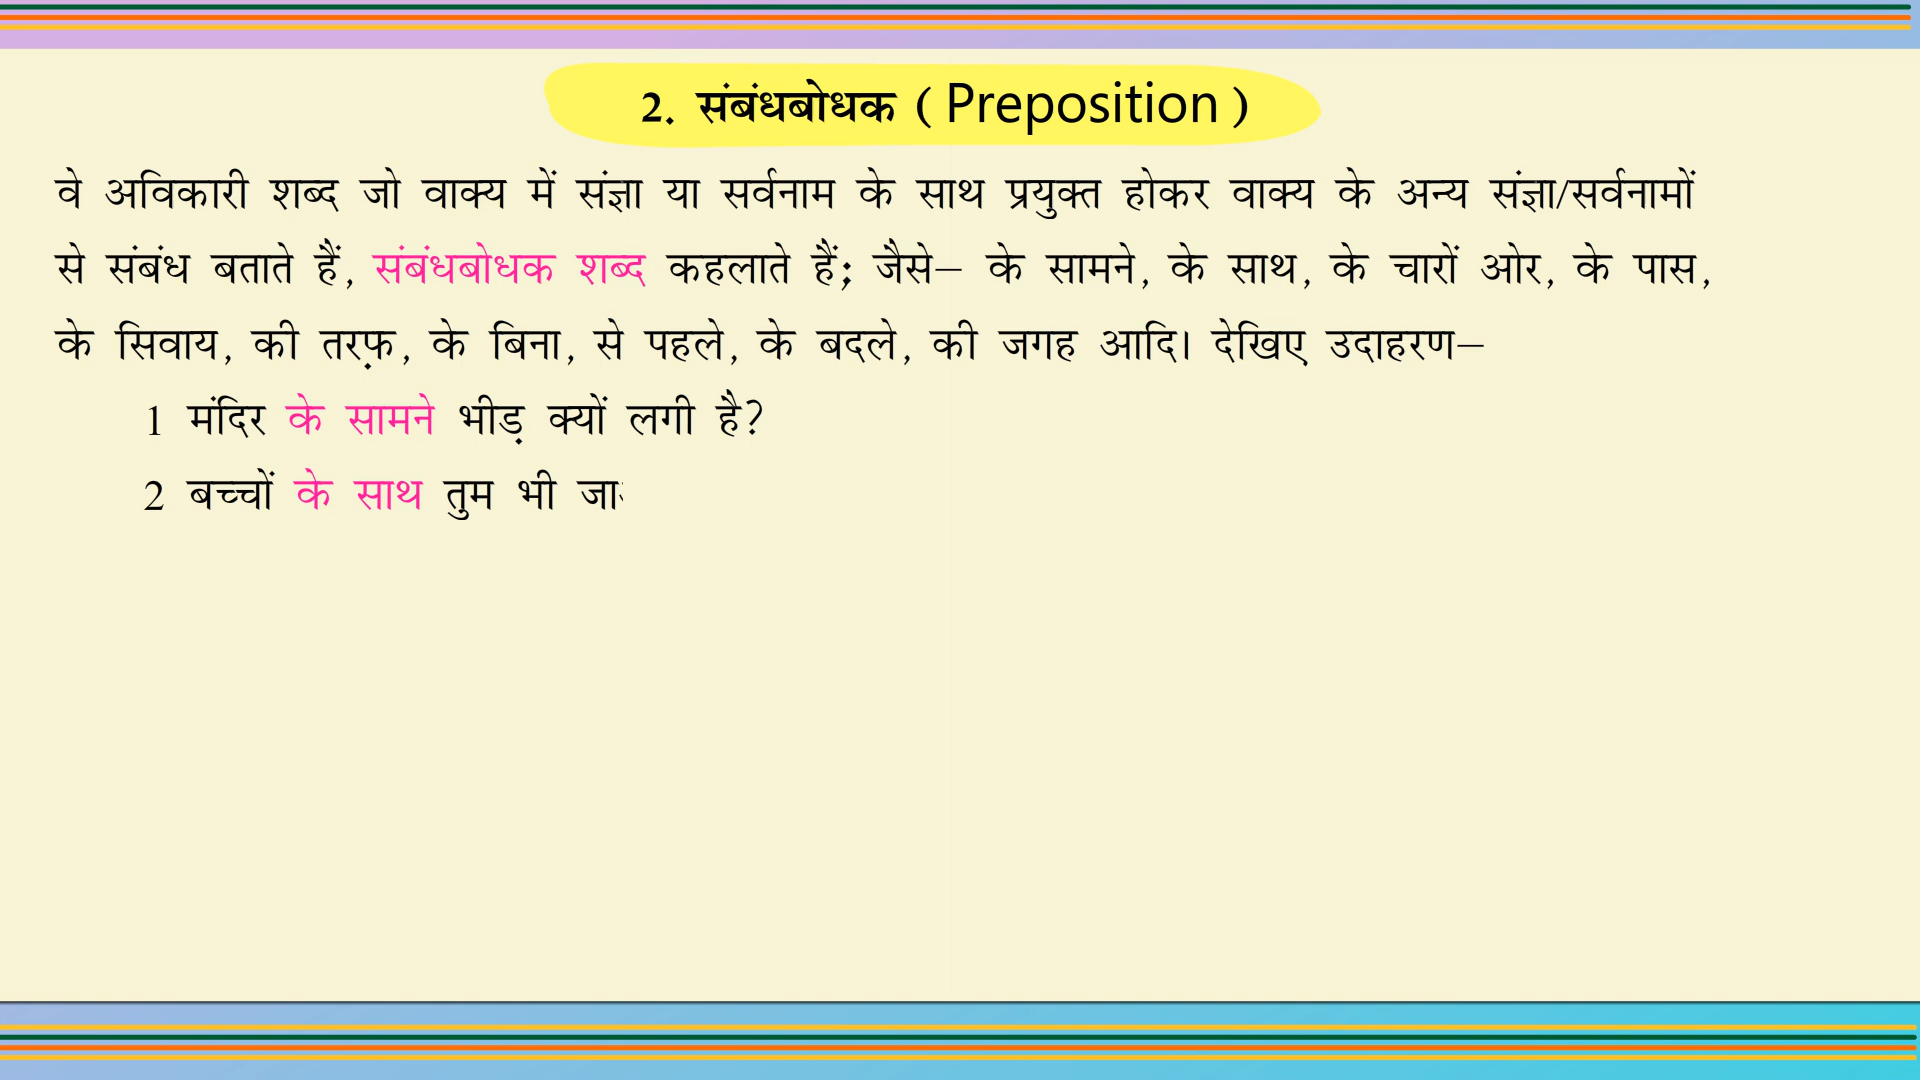 2. संबंधबोधक ( Preposition )
वे अविकारी शब्द जो वाक्य में संज्ञा या सर्वनाम के साथ प्रयुक्त होकर वाक्य के अन्य संज्ञा/सर्वनामों
से संबंध बताते हैं, संबंधबोधक शब्द कहलाते हैं; जैसे– के सामने, के साथ, के चारों ओर, के पास,
के सिवाय, की तरफ़, के बिना, से पहले, के बदले, की जगह आदि। देखिए उदाहरण–
1 मंदिर के सामने भीड़ क्यों लगी है?
2 बच्चों के साथ तुम भी